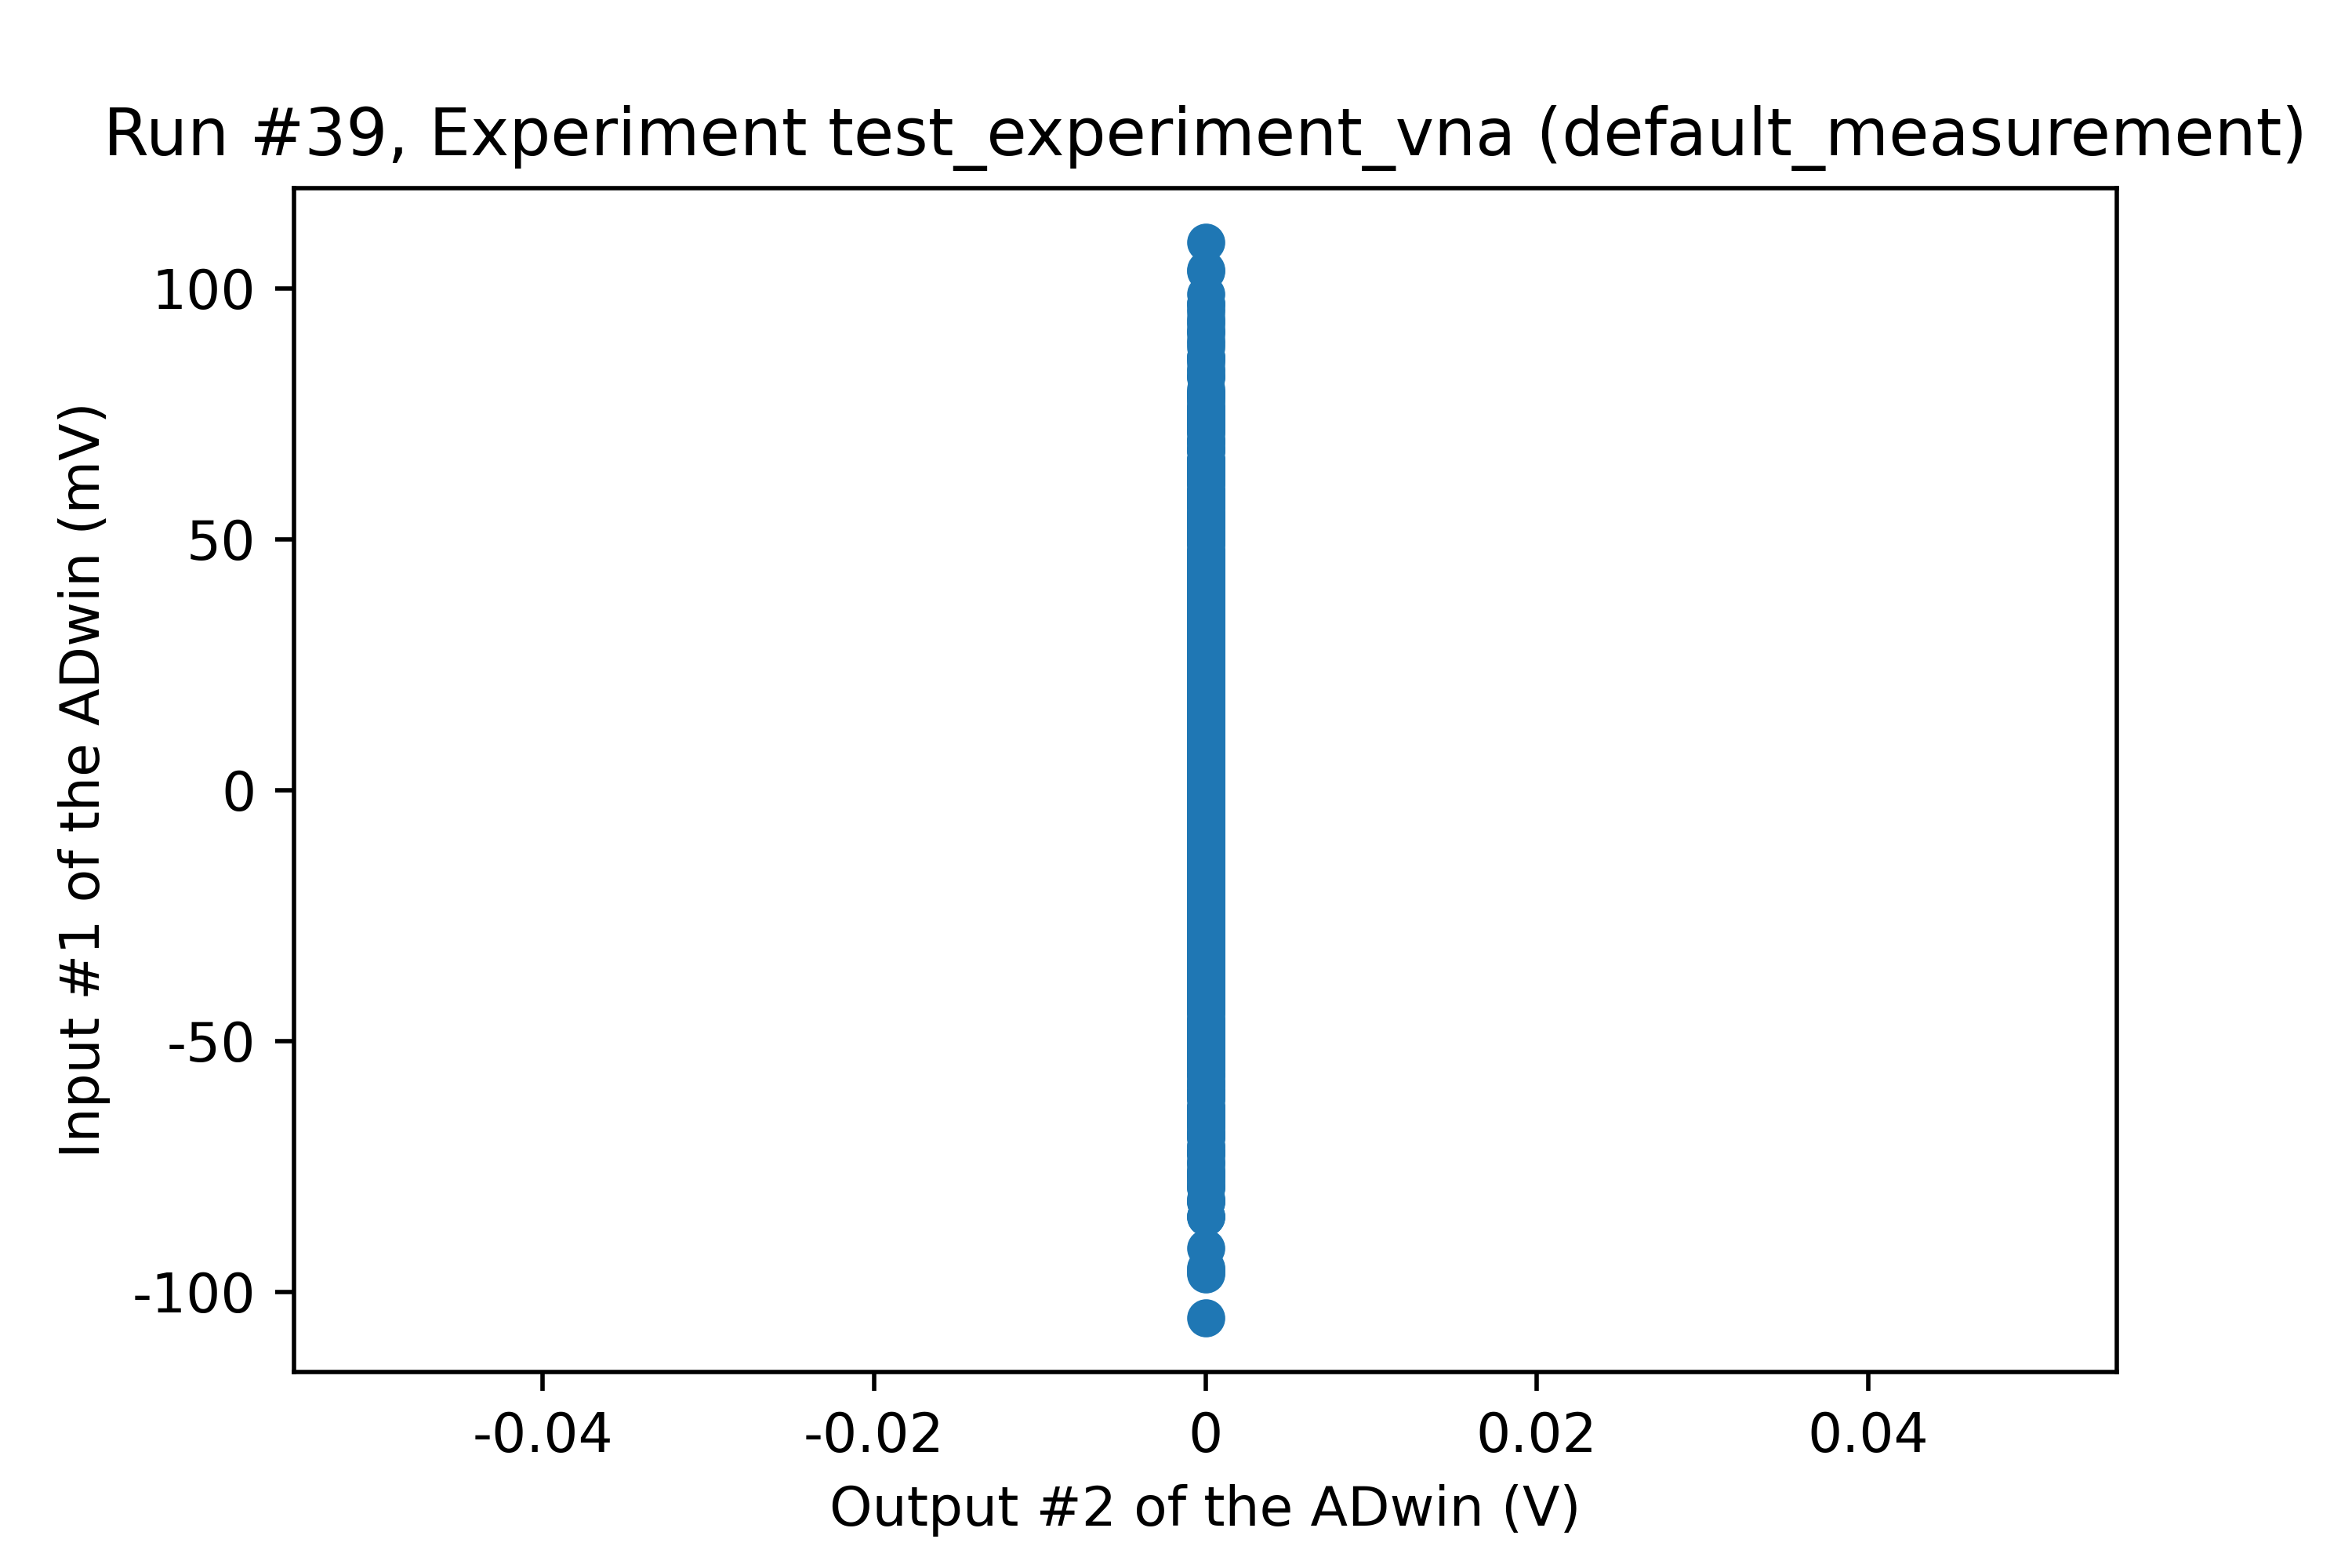 Run #39, Experiment test_experiment_vna (default_measurement)
Input #1 of the ADwin (mV)
100
50
0
-50
-100
-0.04 -0.02 0 0.02 0.04
Output #2 of the ADwin (V)